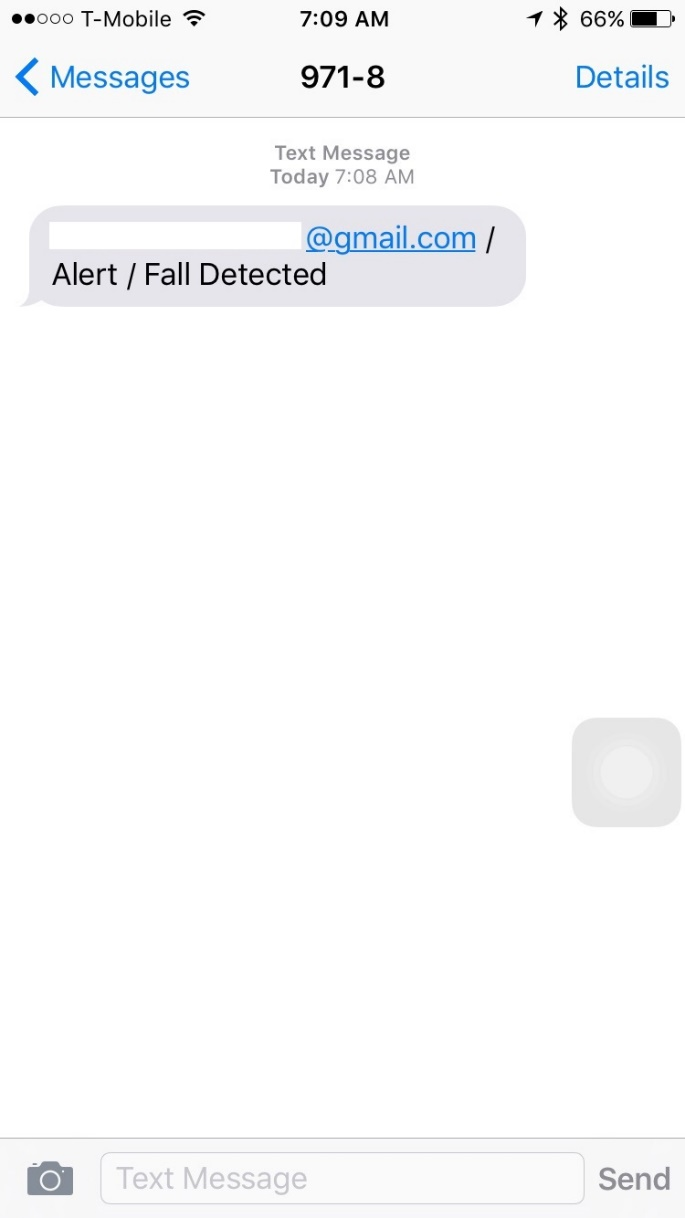 T-Mobile 7:09 AM 66%
Messages 971-8 Details
Text Message
Today 7:08 AM
@gmail.com /
Alert / Fall Detected
Text Message Send